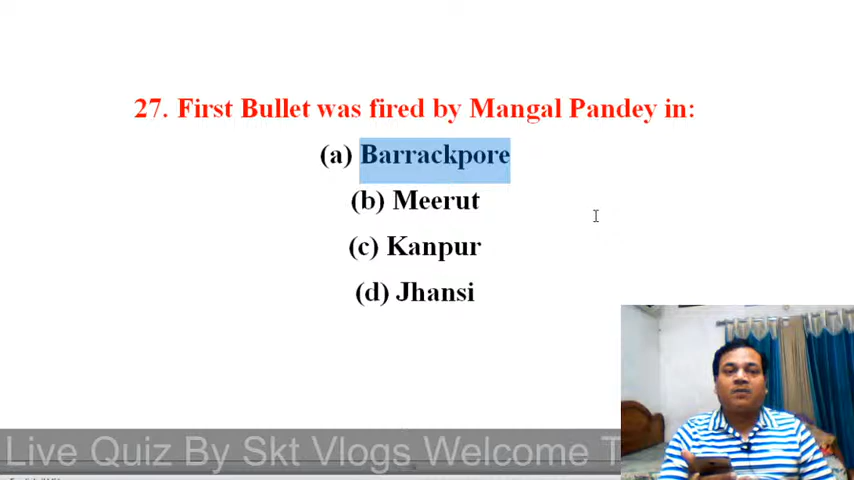 27. First Bullet was fired by Mangal Pandey in:
(a) Barrackpore
(b) Meerut
(c) Kanpur
(d) Jhansi
Live Quiz By Skt Vlogs Welcome T